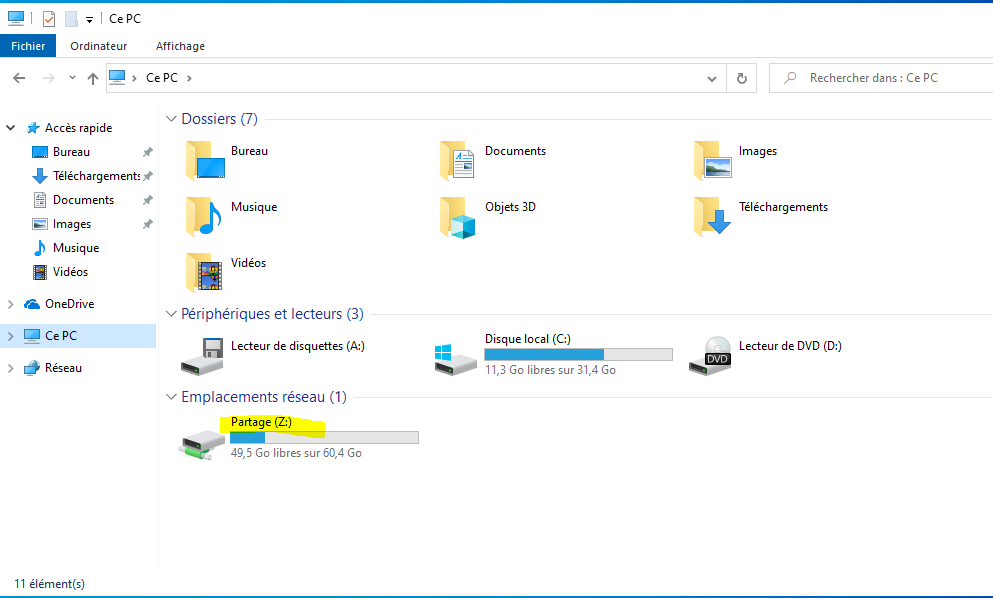 Ce PC
Fichier Ordinateur Affichage
Ce PC
Rechercher dans : Ce PC
Accès rapide
Bureau
Téléchargements
Documents
Images
Musique
Vidéos
OneDrive
Ce PC
Réseau
Dossiers (7)
Bureau
Documents
Images
Musique
Objets 3D
Téléchargements
Vidéos
Périphériques et lecteurs (3)
Lecteur de disquettes (A:)
Disque local (C:)
11,3 Go libres sur 31,4 Go
DVD
Lecteur de DVD (D:)
Emplacements réseau (1)
Partage (Z:)
49,5 Go libres sur 60,4 Go
11 élément(s)